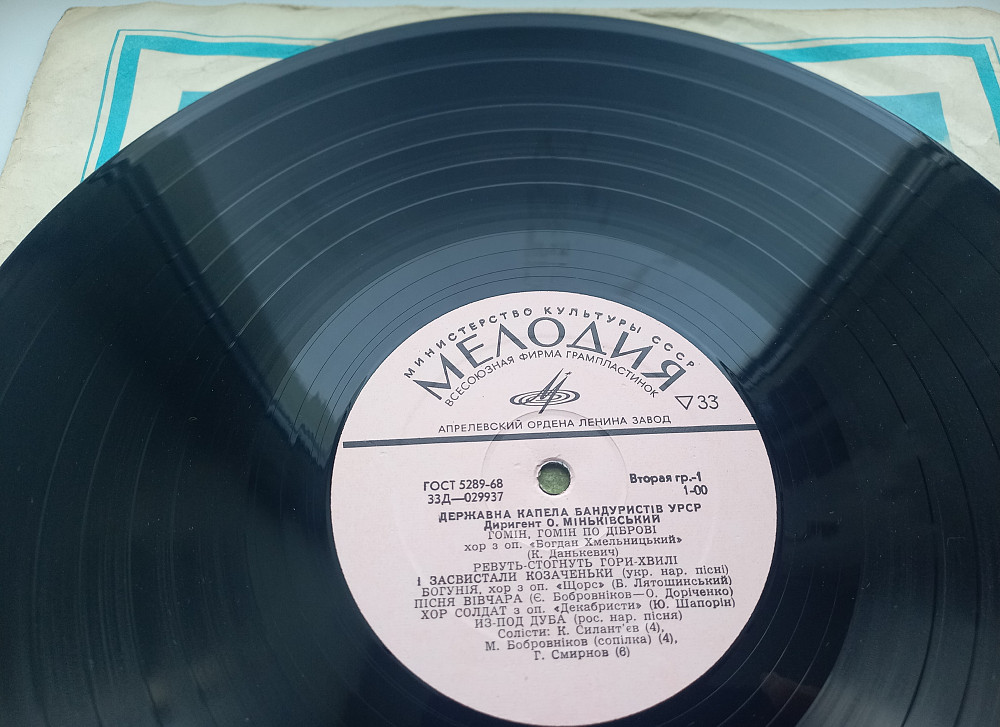 МИНИСТЕРСТВО КУЛЬТУРЫ СССР
МЕЛОДИЯ
ВСЕСОЮЗНАЯ ФИРМА ГРАМПЛАСТИНОК
33
АПРЕЛЕВСКИЙ ОРДЕНА ЛЕНИНА ЗАВОД
ГОСТ 5289-68
33Д—029937
Вторая гр.-1
1-00
ДЕРЖАВНА КАПЕЛА БАНДУРИСТІВ УРСР
Диригент О. МІНЬКІВСЬКИЙ
ГОМІН, ГОМІН ПО ДІБРОВІ
хор з оп. «Богдан Хмельницький»
(К. Данькевич)
РЕВУТЬ-СТОГНУТЬ ГОРИ-ХВИЛІ
І ЗАСВИСТАЛИ КОЗАЧЕНЬКИ (укр. нар. пісні)
БОГУНІЯ, хор з оп. «Щорс» (Б. Лятошинський)
ПІСНЯ ВІВЧАРА (Є. Бобровніков—О. Доріченко)
ХОР СОЛДАТ з оп. «Декабристи» (Ю. Шапорін)
ИЗ-ПОД ДУБА (рос. нар. пісня)
Солісти: К. Силант'єв (4),
М. Бобровніков (сопілка) (4),
Г. Смирнов (6)